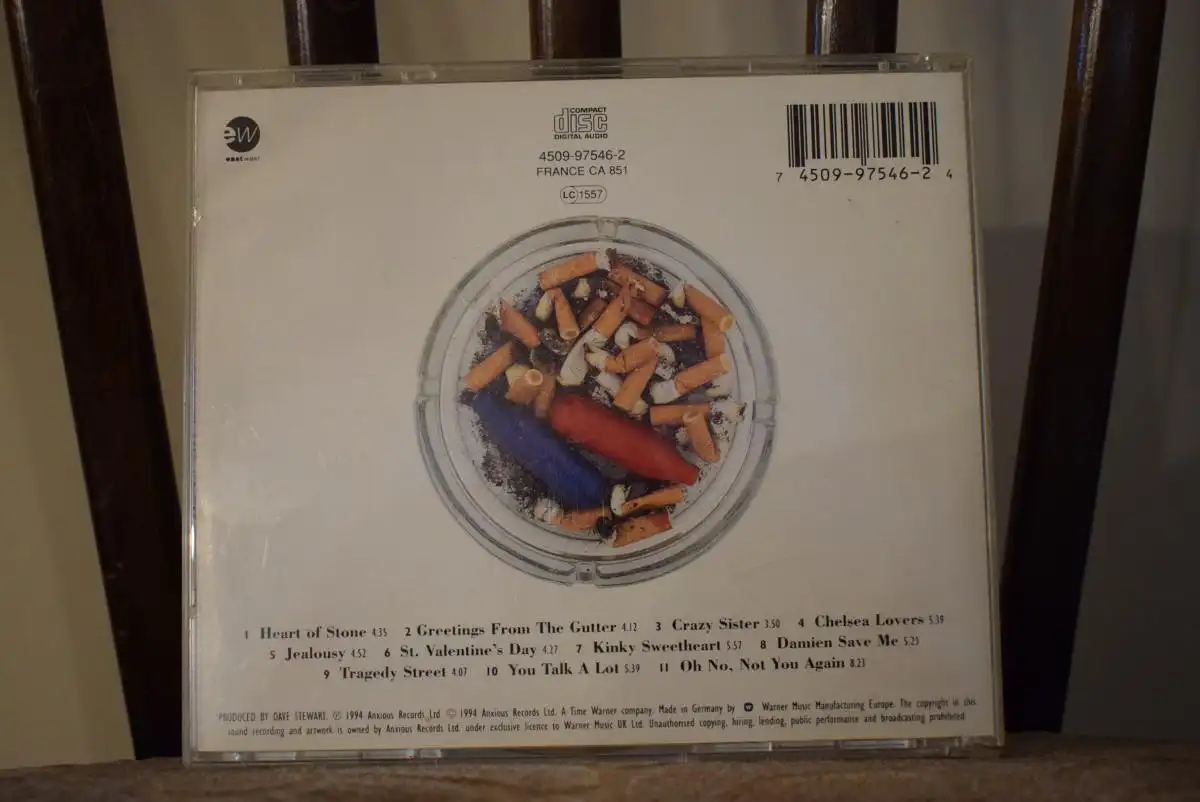 ew
east west
COMPACT
disc
DIGITAL AUDIO
4509-97546-2
FRANCE CA 851
LC 1557
7 4509-97546-2 4
1 Heart of Stone 4.35 2 Greetings From The Gutter 4.12 3 Crazy Sister 3.50 4 Chelsea Lovers 5.39
5 Jealousy 4.52 6 St. Valentine's Day 4.27 7 Kinky Sweetheart 5.57 8 Damien Save Me 5.23
9 Tragedy Street 4.07 10 You Talk A Lot 5.39 11 Oh No, Not You Again 8.23
PRODUCED BY DAVE STEWART. ℗ 1994 Anxious Records Ltd © 1994 Anxious Records Ltd. A Time Warner company. Made in Germany by W Warner Music Manufacturing Europe. The copyright in this
sound recording and artwork is owned by Anxious Records Ltd. under exclusive licence to Warner Music UK Ltd. Unauthorised copying, hiring, lending, public performance and broadcasting prohibited